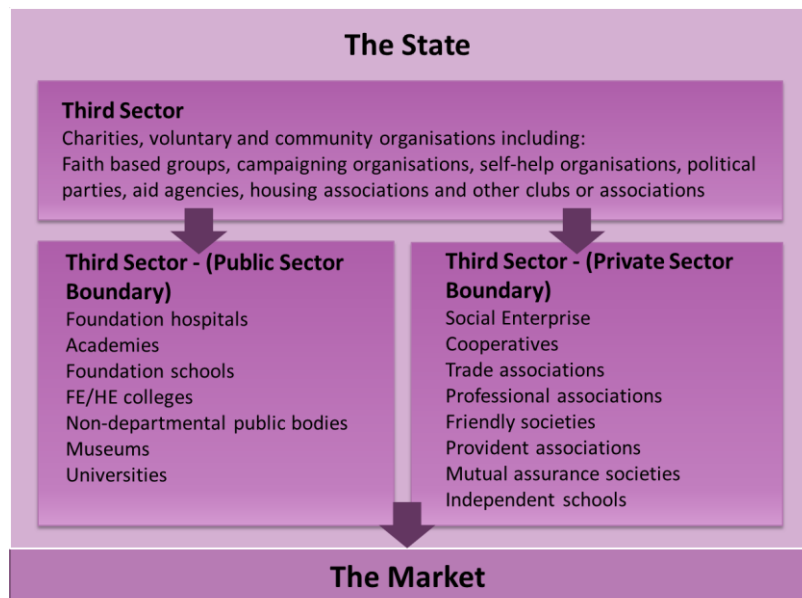 The State
Third Sector
Charities, voluntary and community organisations including:
Faith based groups, campaigning organisations, self-help organisations, political
parties, aid agencies, housing associations and other clubs or associations
Third Sector - (Public Sector
Boundary)
Foundation hospitals
Academies
Foundation schools
FE/HE colleges
Non-departmental public bodies
Museums
Universities
Third Sector - (Private Sector
Boundary)
Social Enterprise
Cooperatives
Trade associations
Professional associations
Friendly societies
Provident associations
Mutual assurance societies
Independent schools
The Market